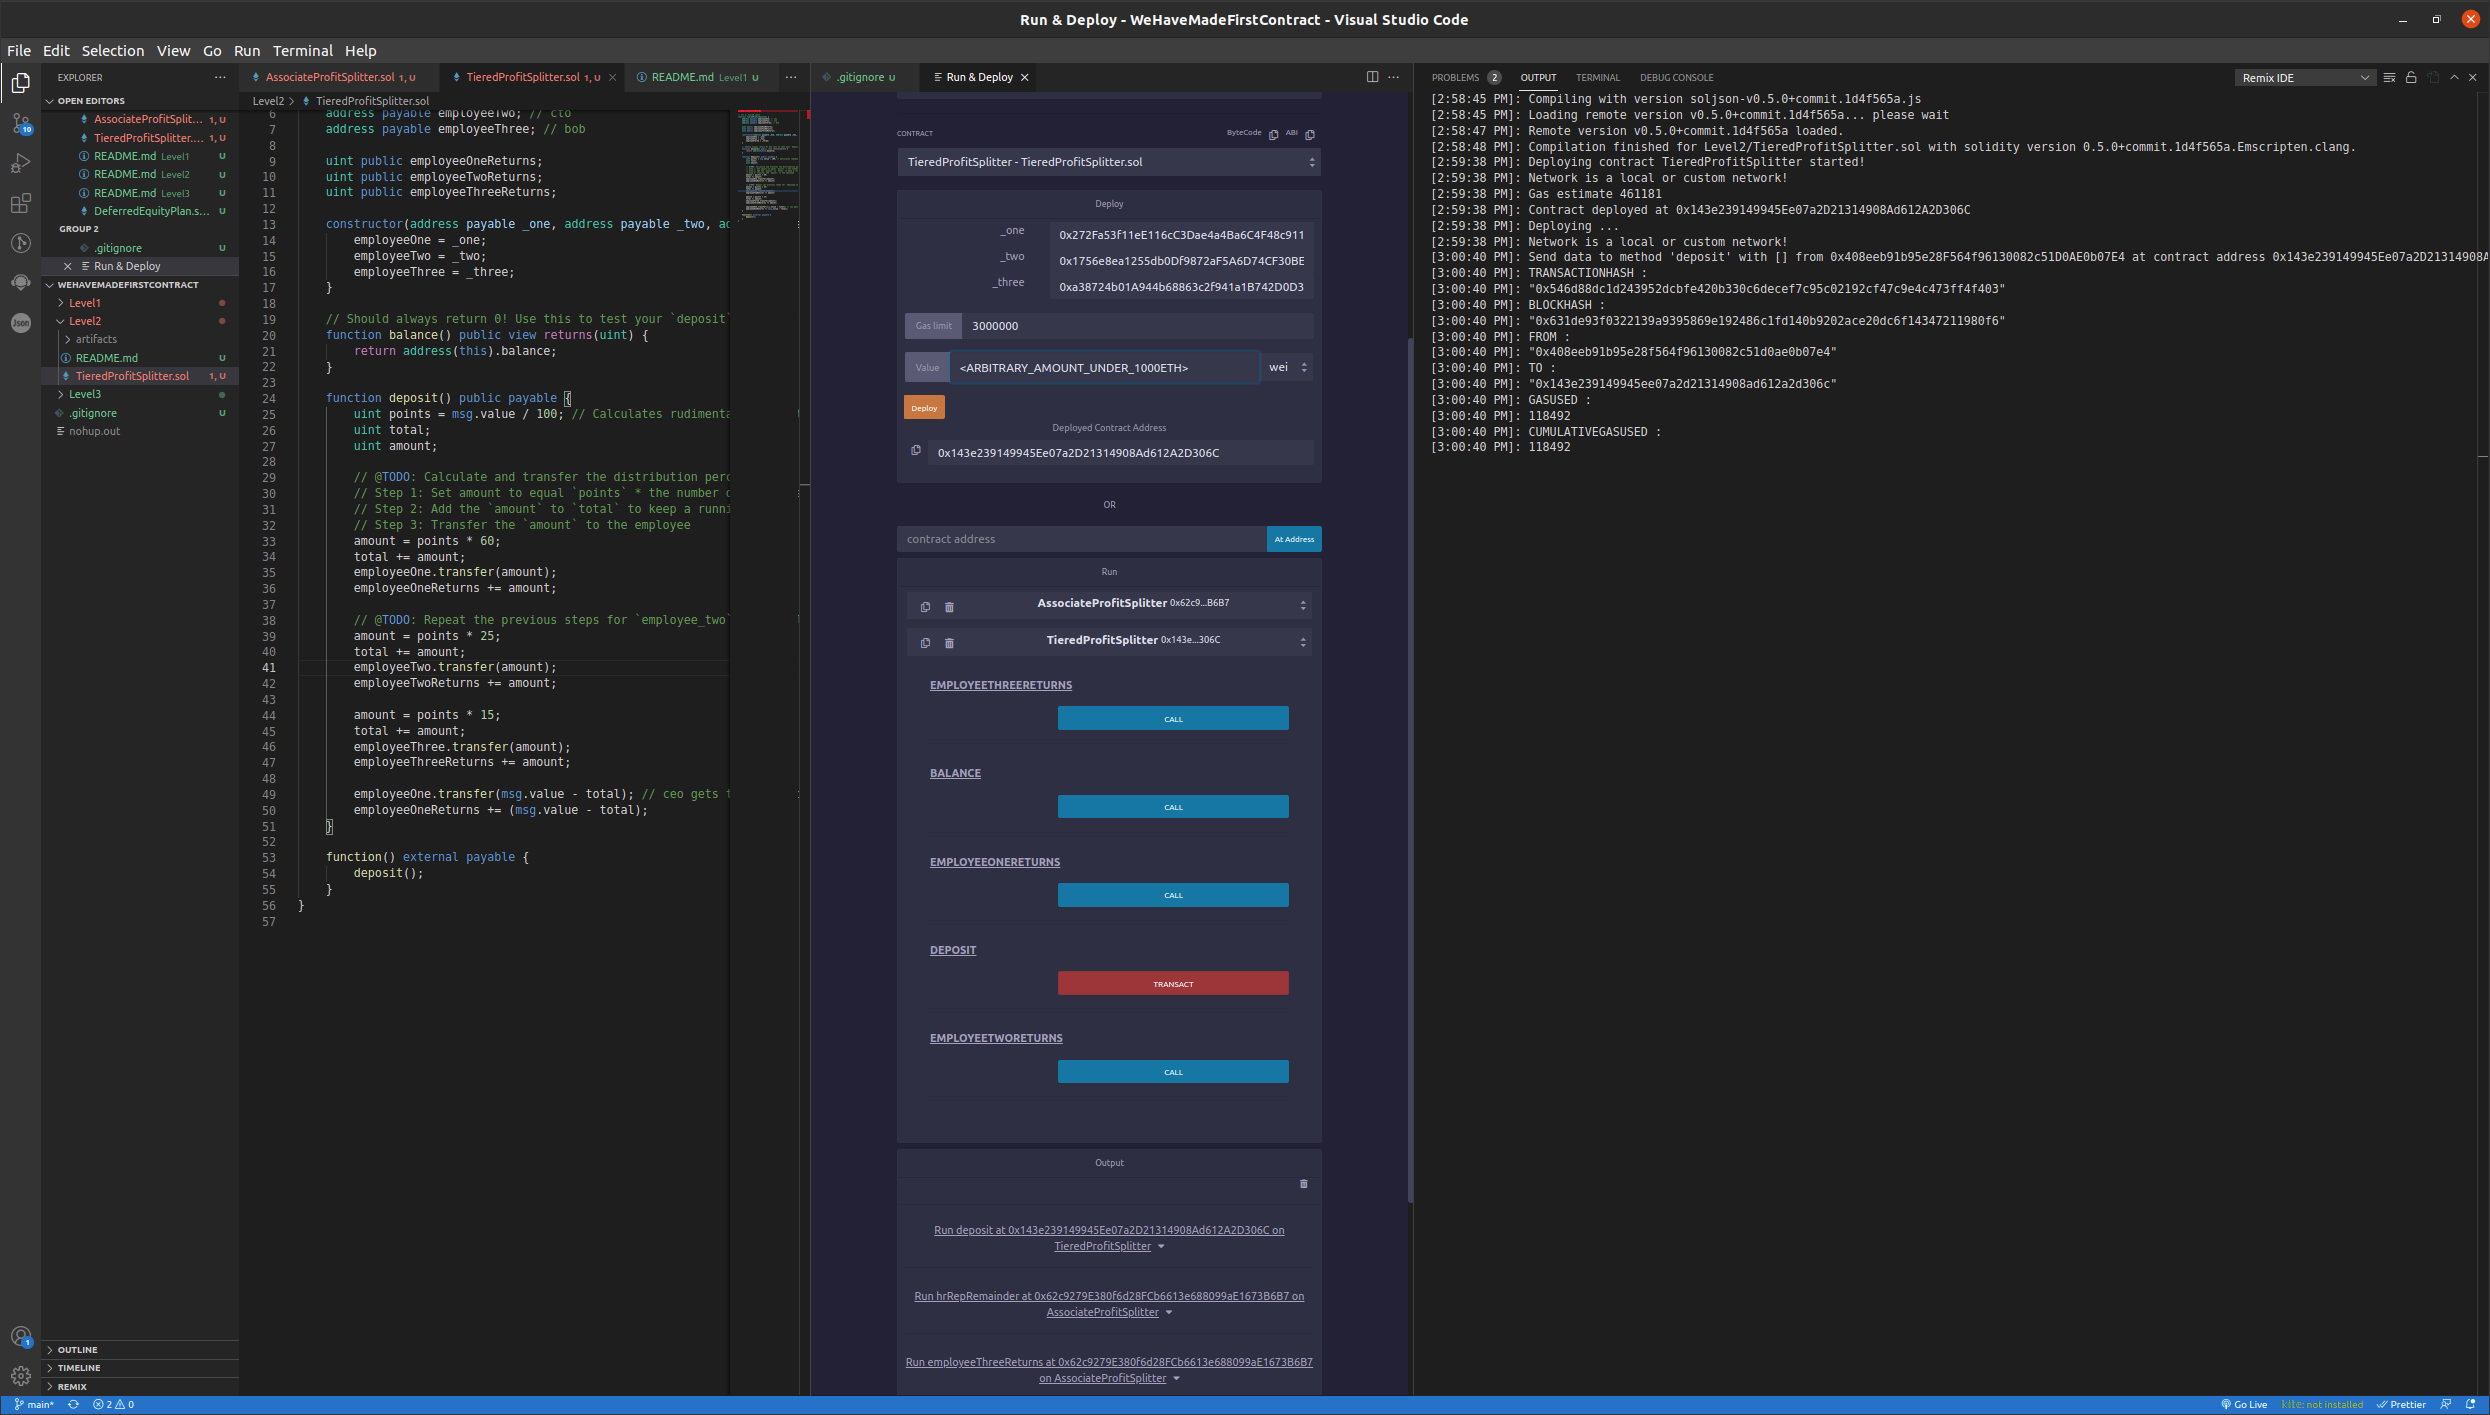 Run & Deploy - WeHaveMadeFirstContract - Visual Studio Code
File Edit Selection View Go Run Terminal Help
EXPLORER
OPEN EDITORS
AssociateProfitSplit... 1, U
TieredProfitSplitter.... 1, U
README.md Level1 U
README.md Level2 U
README.md Level3 U
DeferredEquityPlan.s... U
GROUP 2
.gitignore U
Run & Deploy
WEHAVEMADEFIRSTCONTRACT
Level1
Level2
artifacts
README.md U
TieredProfitSplitter.sol 1, U
Level3
.gitignore U
nohup.out
OUTLINE
TIMELINE
REMIX
AssociateProfitSplitter.sol 1, U
TieredProfitSplitter.sol 1, U
README.md Level1 U
Level2 > TieredProfitSplitter.sol
6 address payable employeeTwo; // cto
7 address payable employeeThree; // bob
8
9 uint public employeeOneReturns;
10 uint public employeeTwoReturns;
11 uint public employeeThreeReturns;
12
13 constructor(address payable _one, address payable _two, ad
14 employeeOne = _one;
15 employeeTwo = _two;
16 employeeThree = _three;
17 }
18
19 // Should always return 0! Use this to test your `deposit`
20 function balance() public view returns(uint) {
21 return address(this).balance;
22 }
23
24 function deposit() public payable {
25 uint points = msg.value / 100; // Calculates rudimenta
26 uint total;
27 uint amount;
28
29 // @TODO: Calculate and transfer the distribution perc
30 // Step 1: Set amount to equal `points` * the number o
31 // Step 2: Add the `amount` to `total` to keep a runni
32 // Step 3: Transfer the `amount` to the employee
33 amount = points * 60;
34 total += amount;
35 employeeOne.transfer(amount);
36 employeeOneReturns += amount;
37
38 // @TODO: Repeat the previous steps for `employee_two`
39 amount = points * 25;
40 total += amount;
41 employeeTwo.transfer(amount);
42 employeeTwoReturns += amount;
43
44 amount = points * 15;
45 total += amount;
46 employeeThree.transfer(amount);
47 employeeThreeReturns += amount;
48
49 employeeOne.transfer(msg.value - total); // ceo gets t
50 employeeOneReturns += (msg.value - total);
51 }
52
53 function() external payable {
54 deposit();
55 }
56 }
57
.gitignore U
Run & Deploy
CONTRACT
ByteCode ABI
TieredProfitSplitter - TieredProfitSplitter.sol
Deploy
_one 0x272Fa53f11eE116cC3Dae4a4Ba6C4F48c911
_two 0x1756e8ea1255db0Df9872aF5A6D74CF30BE
_three 0xa38724b01A944b68863c2f941a1B742D0D3
Gas limit 3000000
Value <ARBITRARY_AMOUNT_UNDER_1000ETH> wei
Deploy
Deployed Contract Address
0x143e239149945Ee07a2D21314908Ad612A2D306C
OR
contract address At Address
Run
AssociateProfitSplitter 0x62c9...B6B7
TieredProfitSplitter 0x143e...306C
EMPLOYEETHREERETURNS
CALL
BALANCE
CALL
EMPLOYEEONERETURNS
CALL
DEPOSIT
TRANSACT
EMPLOYEETWORETURNS
CALL
Output
Run deposit at 0x143e239149945Ee07a2D21314908Ad612A2D306C on
TieredProfitSplitter
Run hrRepRemainder at 0x62c9279E380f6d28FCb6613e688099aE1673B6B7 on
AssociateProfitSplitter
Run employeeThreeReturns at 0x62c9279E380f6d28FCb6613e688099aE1673B6B7
on AssociateProfitSplitter
PROBLEMS 2 OUTPUT TERMINAL DEBUG CONSOLE
Remix IDE
[2:58:45 PM]: Compiling with version soljson-v0.5.0+commit.1d4f565a.js
[2:58:45 PM]: Loading remote version v0.5.0+commit.1d4f565a... please wait
[2:58:47 PM]: Remote version v0.5.0+commit.1d4f565a loaded.
[2:58:48 PM]: Compilation finished for Level2/TieredProfitSplitter.sol with solidity version 0.5.0+commit.1d4f565a.Emscripten.clang.
[2:59:38 PM]: Deploying contract TieredProfitSplitter started!
[2:59:38 PM]: Network is a local or custom network!
[2:59:38 PM]: Gas estimate 461181
[2:59:38 PM]: Contract deployed at 0x143e239149945Ee07a2D21314908Ad612A2D306C
[2:59:38 PM]: Deploying ...
[2:59:38 PM]: Network is a local or custom network!
[3:00:40 PM]: Send data to method 'deposit' with [] from 0x408eeb91b95e28F564f96130082c51D0AE0b07E4 at contract address 0x143e239149945Ee07a2D21314908A
[3:00:40 PM]: TRANSACTIONHASH :
[3:00:40 PM]: "0x546d88dc1d243952dcbfe420b330c6decef7c95c02192cf47c9e4c473ff4f403"
[3:00:40 PM]: BLOCKHASH :
[3:00:40 PM]: "0x631de93f0322139a9395869e192486c1fd140b9202ace20dc6f14347211980f6"
[3:00:40 PM]: FROM :
[3:00:40 PM]: "0x408eeb91b95e28f564f96130082c51d0ae0b07e4"
[3:00:40 PM]: TO :
[3:00:40 PM]: "0x143e239149945ee07a2d21314908ad612a2d306c"
[3:00:40 PM]: GASUSED :
[3:00:40 PM]: 118492
[3:00:40 PM]: CUMULATIVEGASUSED :
[3:00:40 PM]: 118492
main* 2 0
Go Live kite: not installed Prettier